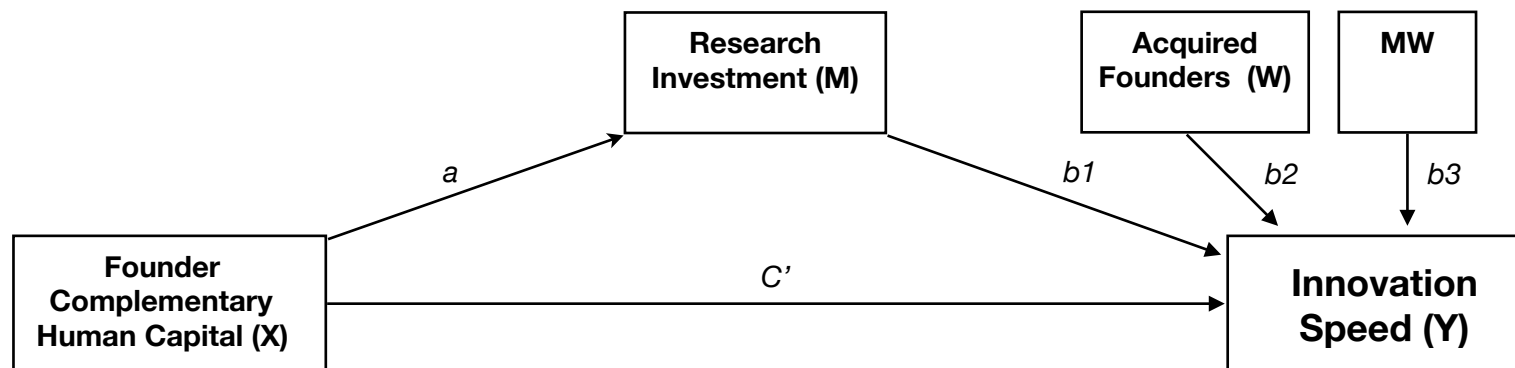 Research
Investment (M)
Acquired
Founders (W)
MW
a
b1
b2
b3
Founder
Complementary
Human Capital (X)
C’
Innovation
Speed (Y)